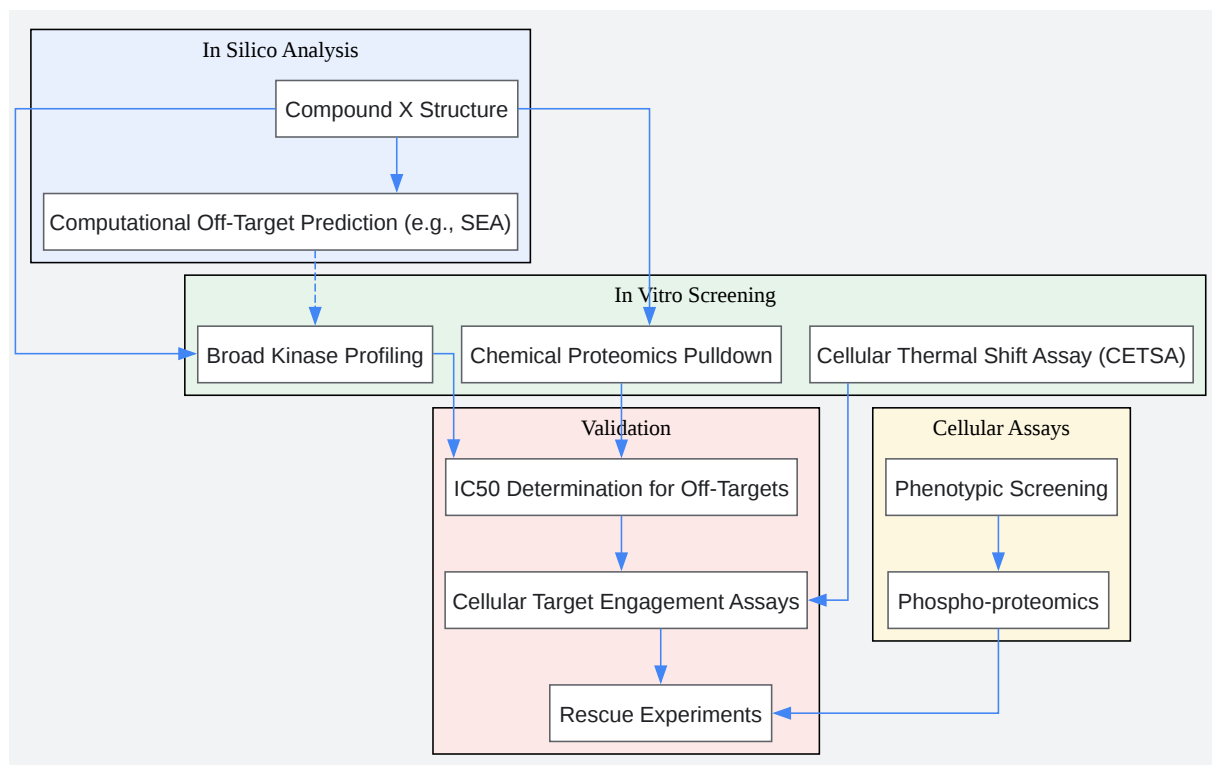 In Silico Analysis
Compound X Structure
Computational Off-Target Prediction (e.g., SEA)
In Vitro Screening
Broad Kinase Profiling
Chemical Proteomics Pulldown
Cellular Thermal Shift Assay (CETSA)
Validation
Cellular Assays
IC50 Determination for Off-Targets
Phenotypic Screening
Cellular Target Engagement Assays
Phospho-proteomics
Rescue Experiments